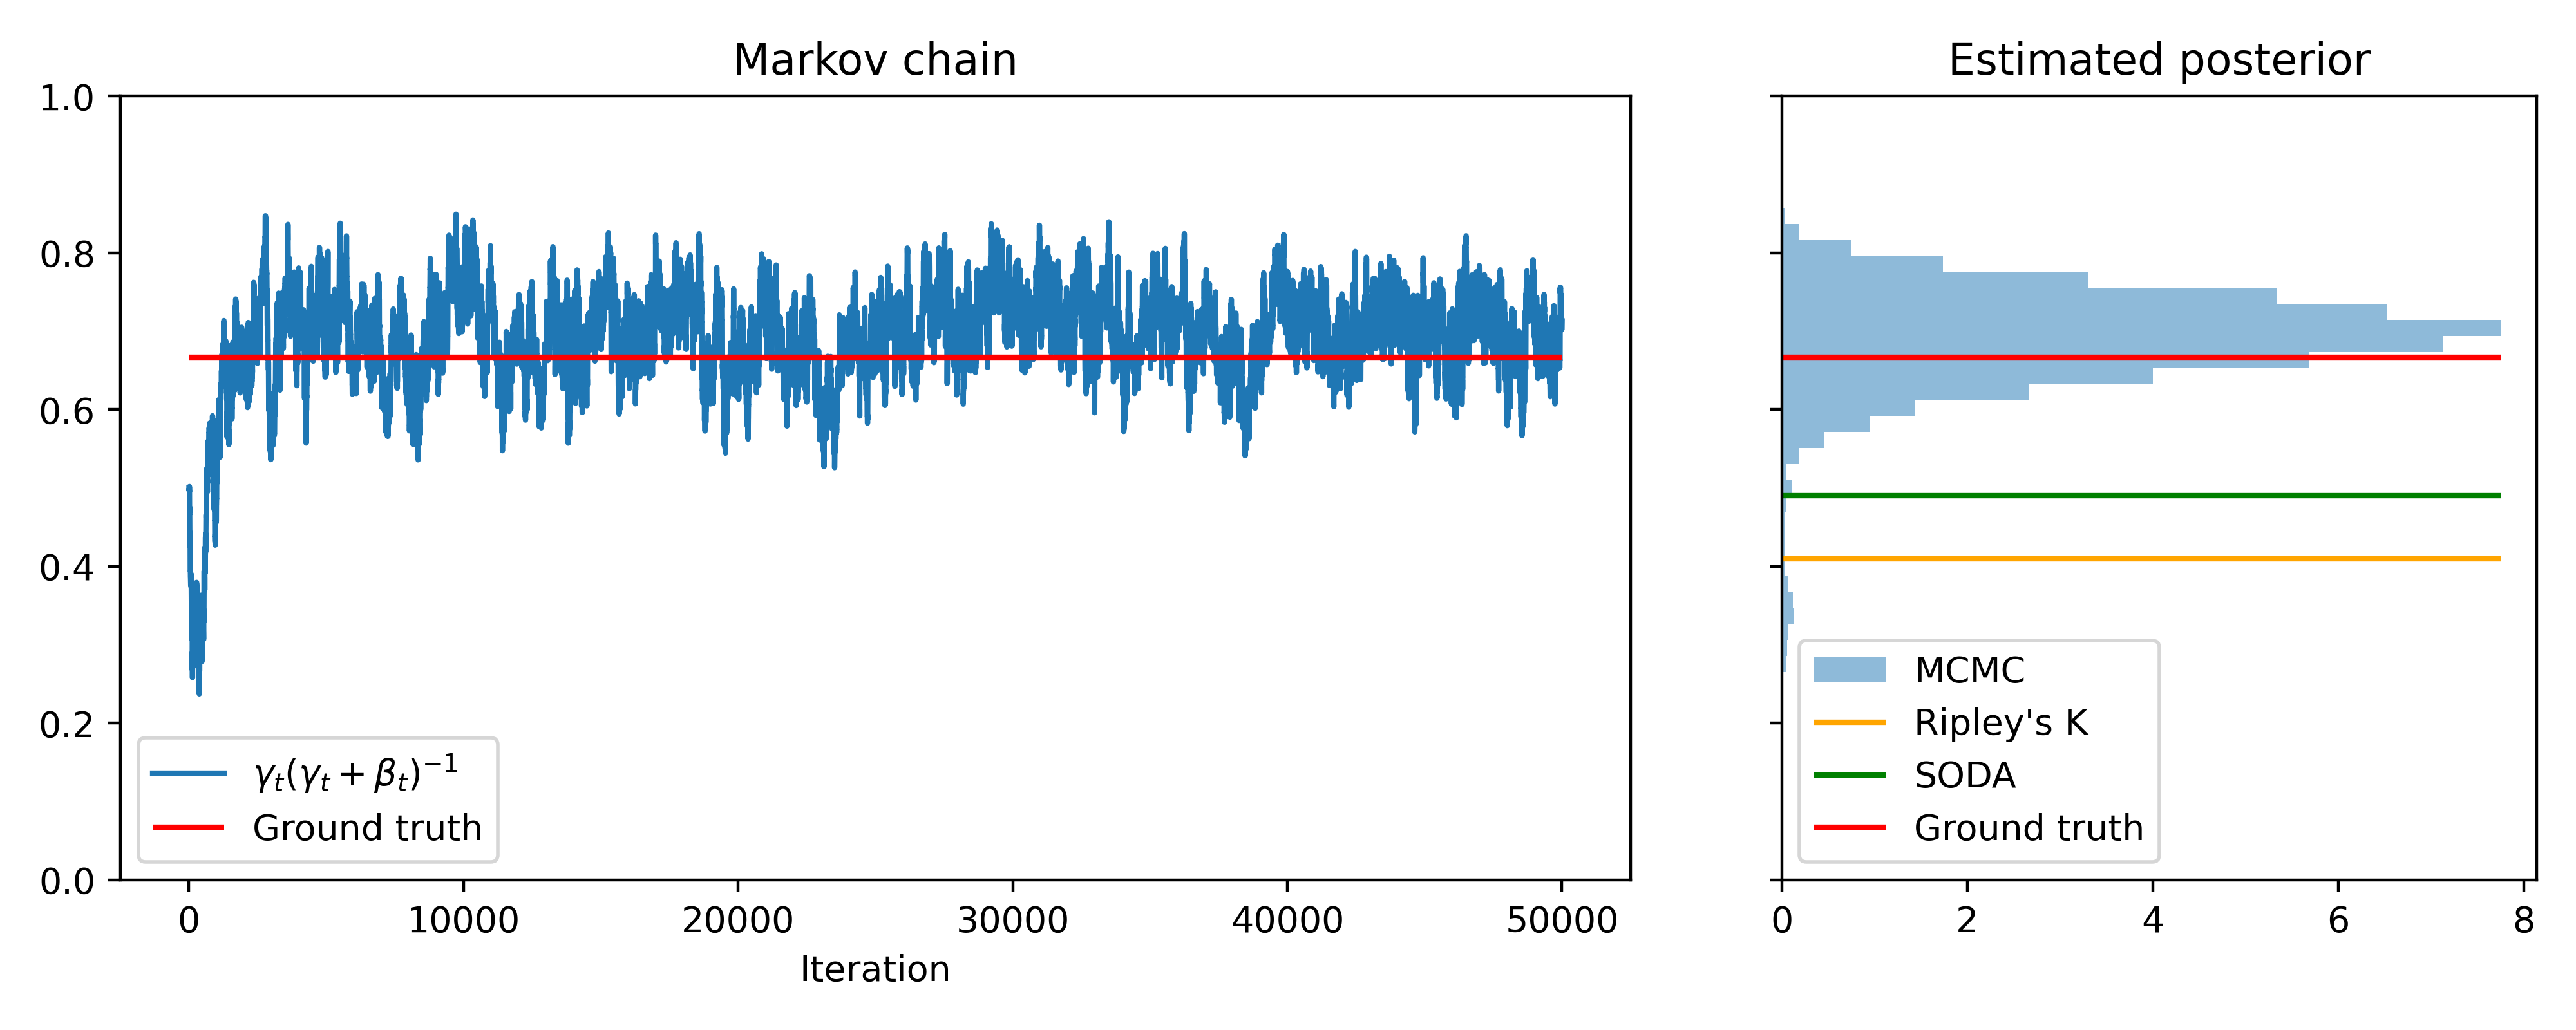 Markov chain
1.0
0.8
0.6
0.4
0.2
0.0
γₜ(γₜ + βₜ)⁻¹
Ground truth
0
10000
20000
30000
40000
50000
Iteration
Estimated posterior
MCMC
Ripley's K
SODA
Ground truth
0
2
4
6
8